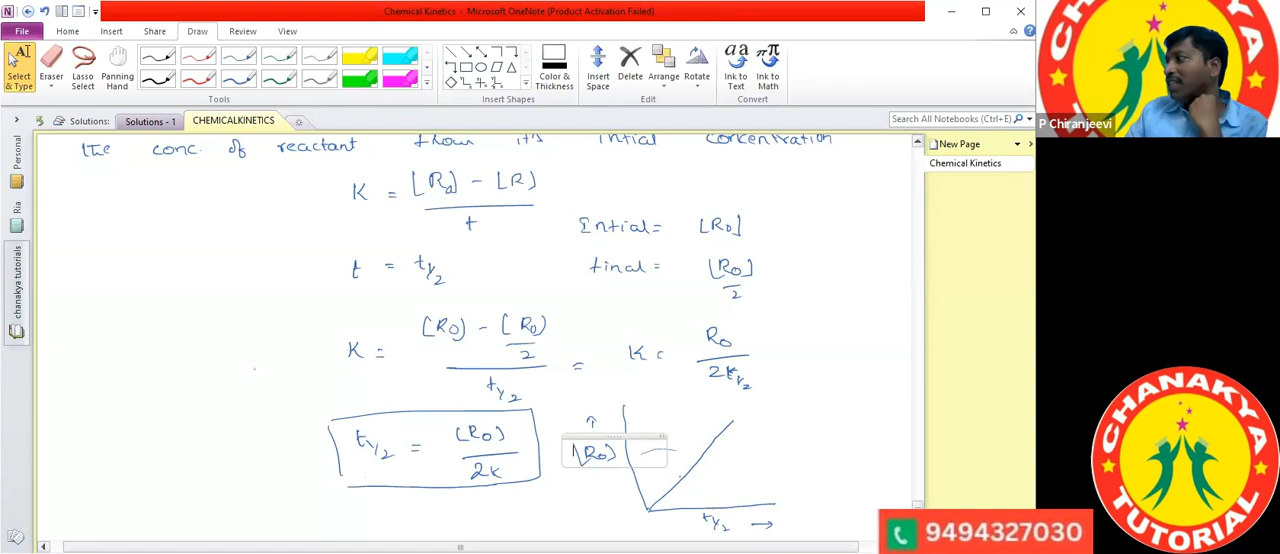 Chemical Kinetics - Microsoft OneNote (Product Activation Failed)
File Home Insert Share Draw Review View
Select & Type
Eraser
Lasso Select
Panning Hand
Color & Thickness
Insert Space
Delete
Arrange
Rotate
Ink to Text
Ink to Math
Tools
Insert Shapes
Edit
Convert
Solutions:
Solutions - 1
CHEMICALKINETICS
Search All Notebooks (Ctrl+E)
New Page
Chemical Kinetics
Personal
Ria
chanakya tutorials
the conc. of reactant from it's intial concentration
K = [R0] - [R] / t
Intial = [R0]
t = t1/2
final = [R0]/2
K = [R0] - [R0]/2 / t1/2 = K = R0 / 2t1/2
t1/2 = [R0] / 2K
↑
[R0]
t1/2 →
P Chiranjeevi
CHANAKYA
TUTORIAL
9494327030